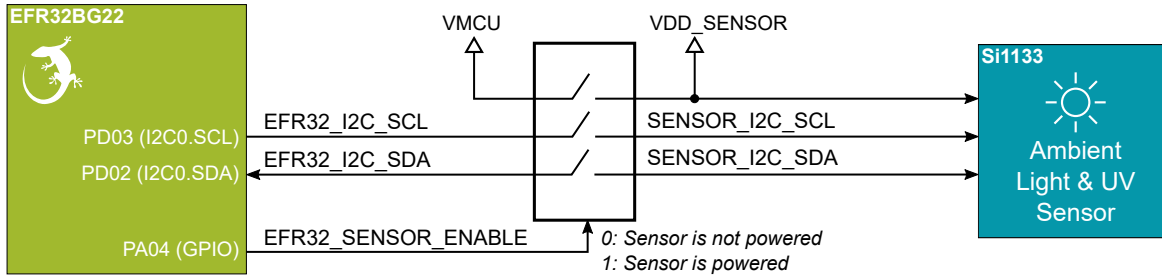 EFR32BG22
VMCU
VDD_SENSOR
Si1133
PD03 (I2C0.SCL)
EFR32_I2C_SCL
SENSOR_I2C_SCL
PD02 (I2C0.SDA)
EFR32_I2C_SDA
SENSOR_I2C_SDA
Ambient
Light & UV
Sensor
PA04 (GPIO)
EFR32_SENSOR_ENABLE
0: Sensor is not powered
1: Sensor is powered